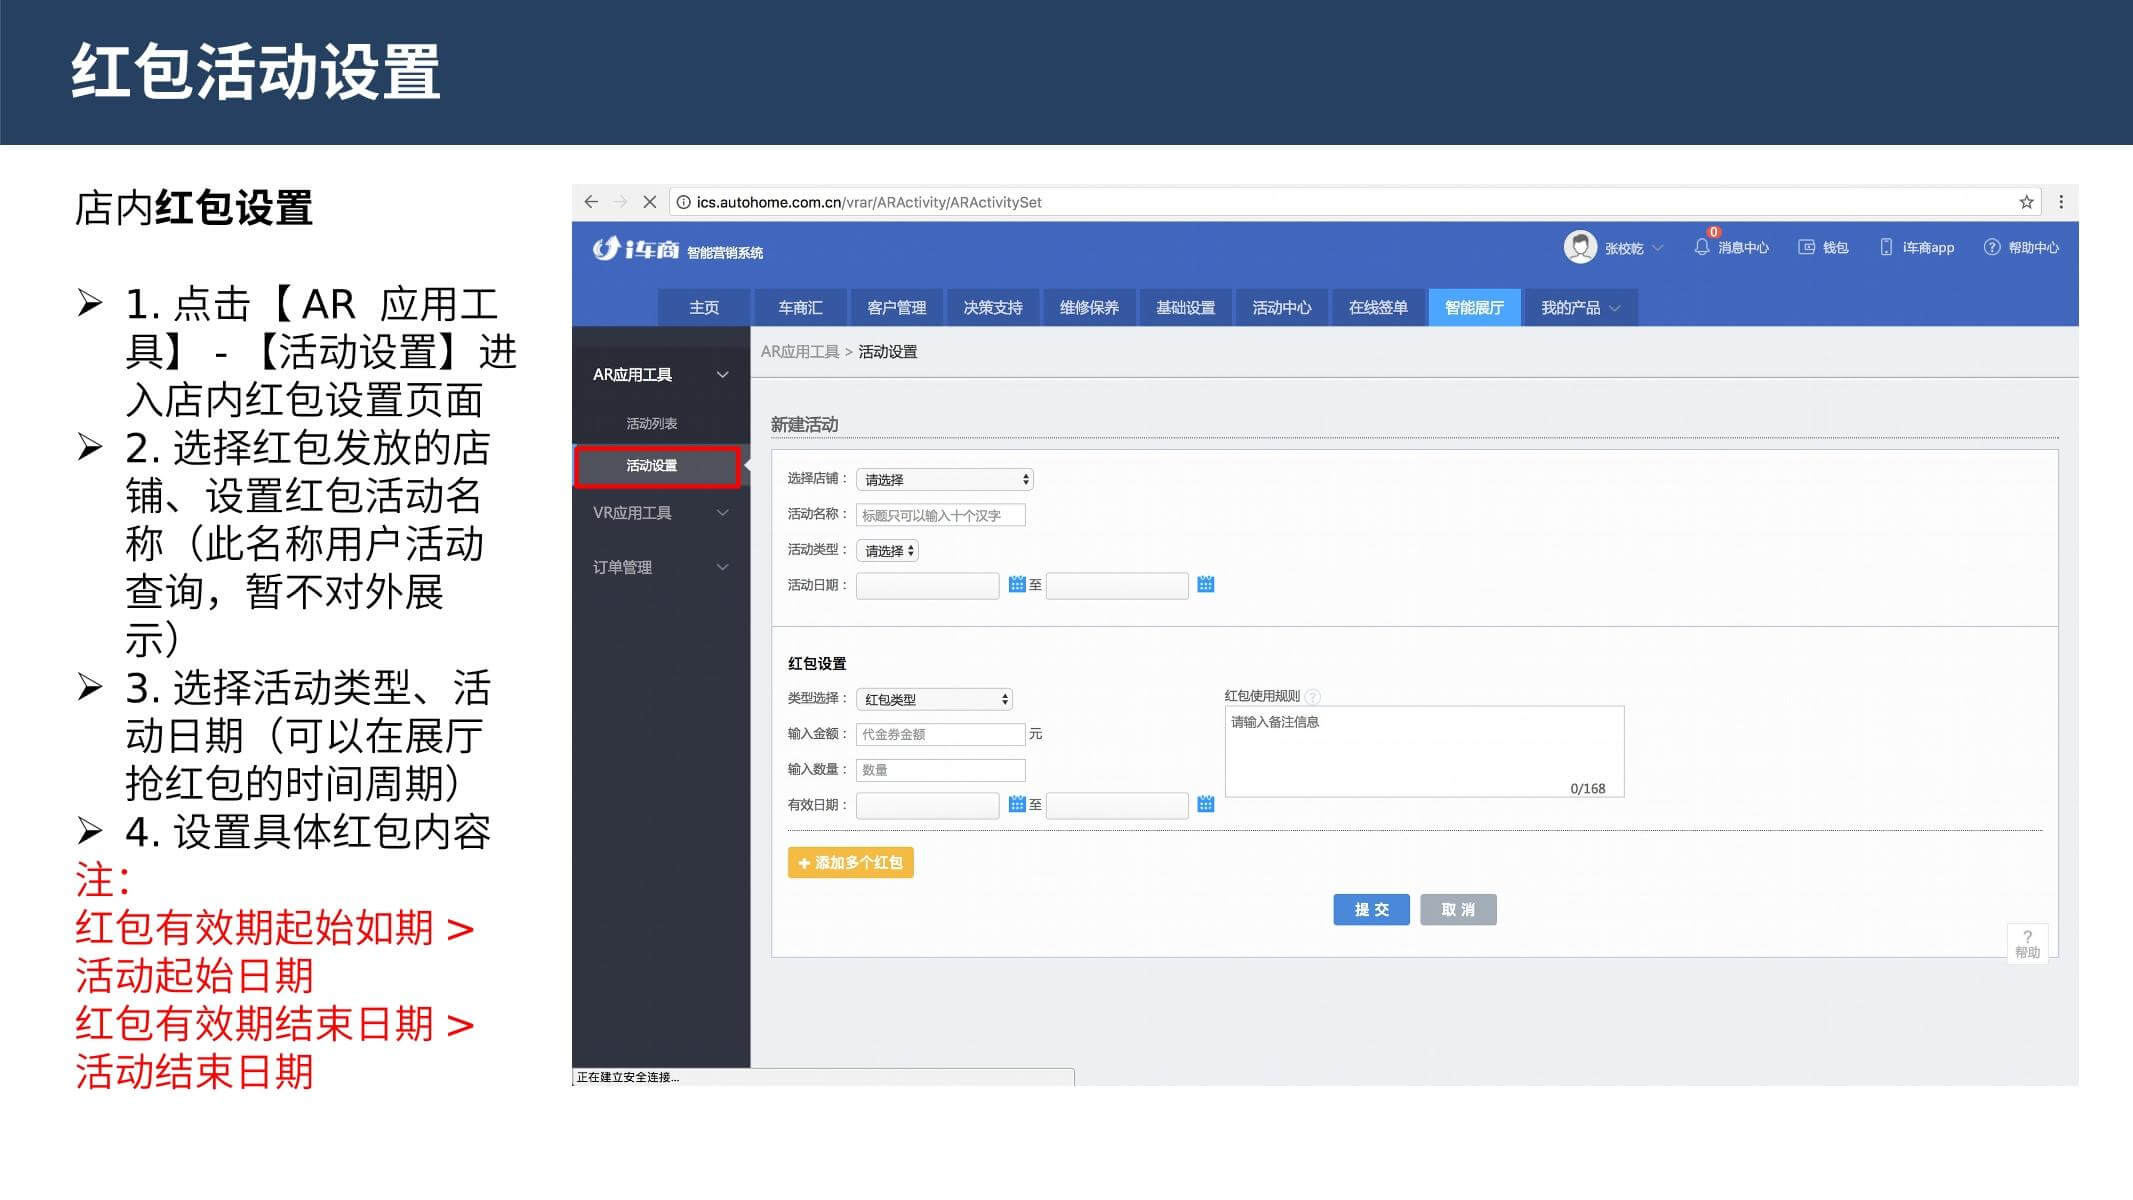 红包活动设置
店内红包设置
1. 点击【 AR 应用工
具】 - 【活动设置】进
入店内红包设置页面
2. 选择红包发放的店
铺、设置红包活动名
称（此名称用户活动
查询，暂不对外展
示）
3. 选择活动类型、活
动日期（可以在展厅
抢红包的时间周期）
4. 设置具体红包内容
注：
红包有效期起始如期 >
活动起始日期
红包有效期结束日期 >
活动结束日期
ics.autohome.com.cn/vrar/ARActivity/ARActivitySet
i车商 智能营销系统
张校乾
0
消息中心
钱包
i车商app
? 帮助中心
主页 车商汇 客户管理 决策支持 维修保养 基础设置 活动中心 在线签单 智能展厅 我的产品
AR应用工具
活动列表
活动设置
VR应用工具
订单管理
AR应用工具 > 活动设置
新建活动
选择店铺： 请选择
活动名称： 标题只可以输入十个汉字
活动类型： 请选择
活动日期： 至
红包设置
类型选择： 红包类型
输入金额： 代金券金额 元
输入数量： 数量
有效日期： 至
红包使用规则 ?
请输入备注信息
0/168
+ 添加多个红包
提 交 取 消
?
帮助
正在建立安全连接...